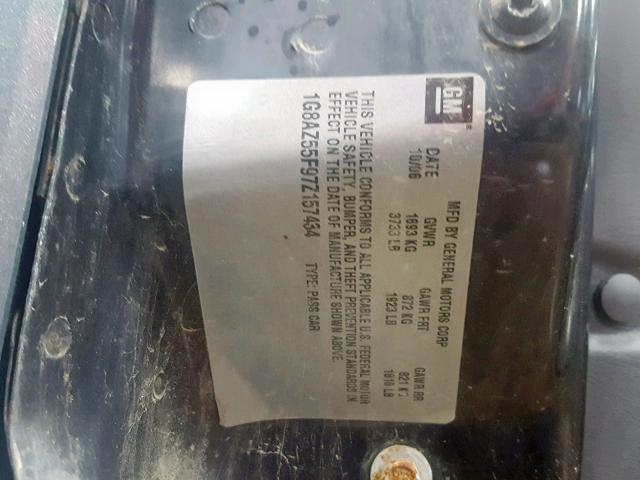 GM
MFD BY GENERAL MOTORS CORP
DATE GVWR GAWR FRT GAWR RR
10/06 1693 KG 872 KG 821 KG
3733 LB 1923 LB 1810 LB
THIS VEHICLE CONFORMS TO ALL APPLICABLE U.S. FEDERAL MOTOR
VEHICLE SAFETY, BUMPER, AND THEFT PREVENTION STANDARDS IN
EFFECT ON THE DATE OF MANUFACTURE SHOWN ABOVE.
1G8AZ55F97Z157434 TYPE: PASS CAR